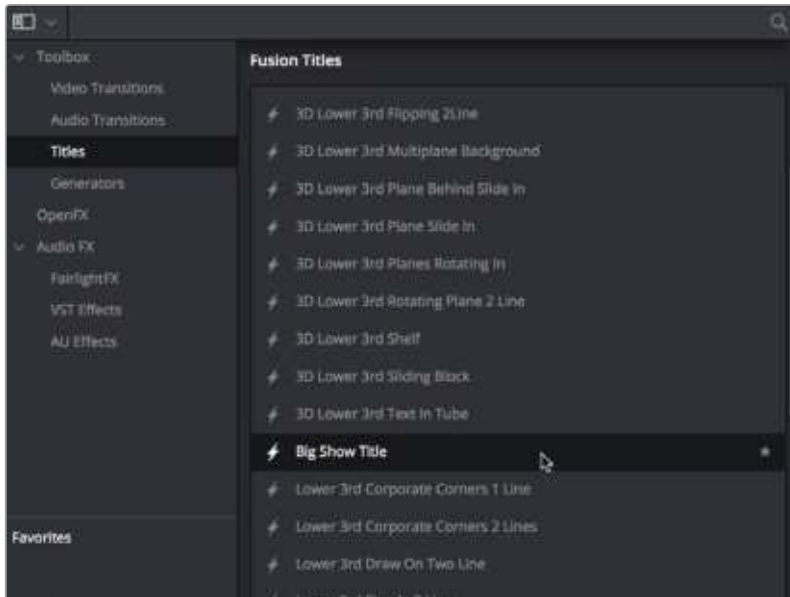 Toolbox
Video Transitions
Audio Transitions
Titles
Generators
OpenFX
Audio FX
FairlightFX
VST Effects
AU Effects
Favorites
Fusion Titles
3D Lower 3rd Flipping 2Line
3D Lower 3rd Multiplane Background
3D Lower 3rd Plane Behind Slide In
3D Lower 3rd Plane Slide In
3D Lower 3rd Planes Rotating In
3D Lower 3rd Rotating Plane 2 Line
3D Lower 3rd Shelf
3D Lower 3rd Sliding Block
3D Lower 3rd Text In Tube
Big Show Title
Lower 3rd Corporate Corners 1 Line
Lower 3rd Corporate Corners 2 Lines
Lower 3rd Draw On Two Line